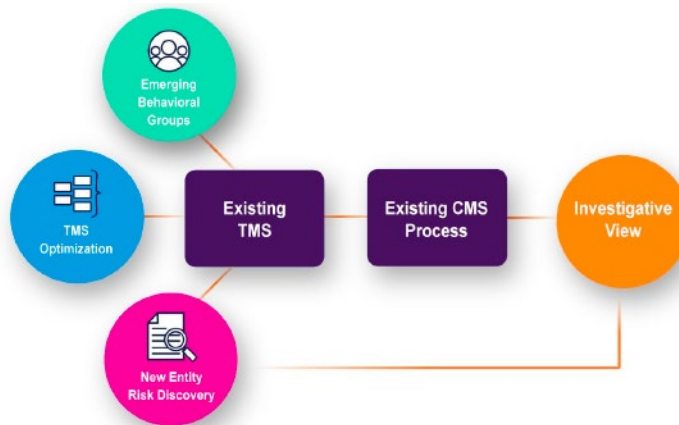 Emerging
Behavioral
Groups
TMS
Optimization
Existing
TMS
Existing CMS
Process
Investigative
View
New Entity
Risk Discovery